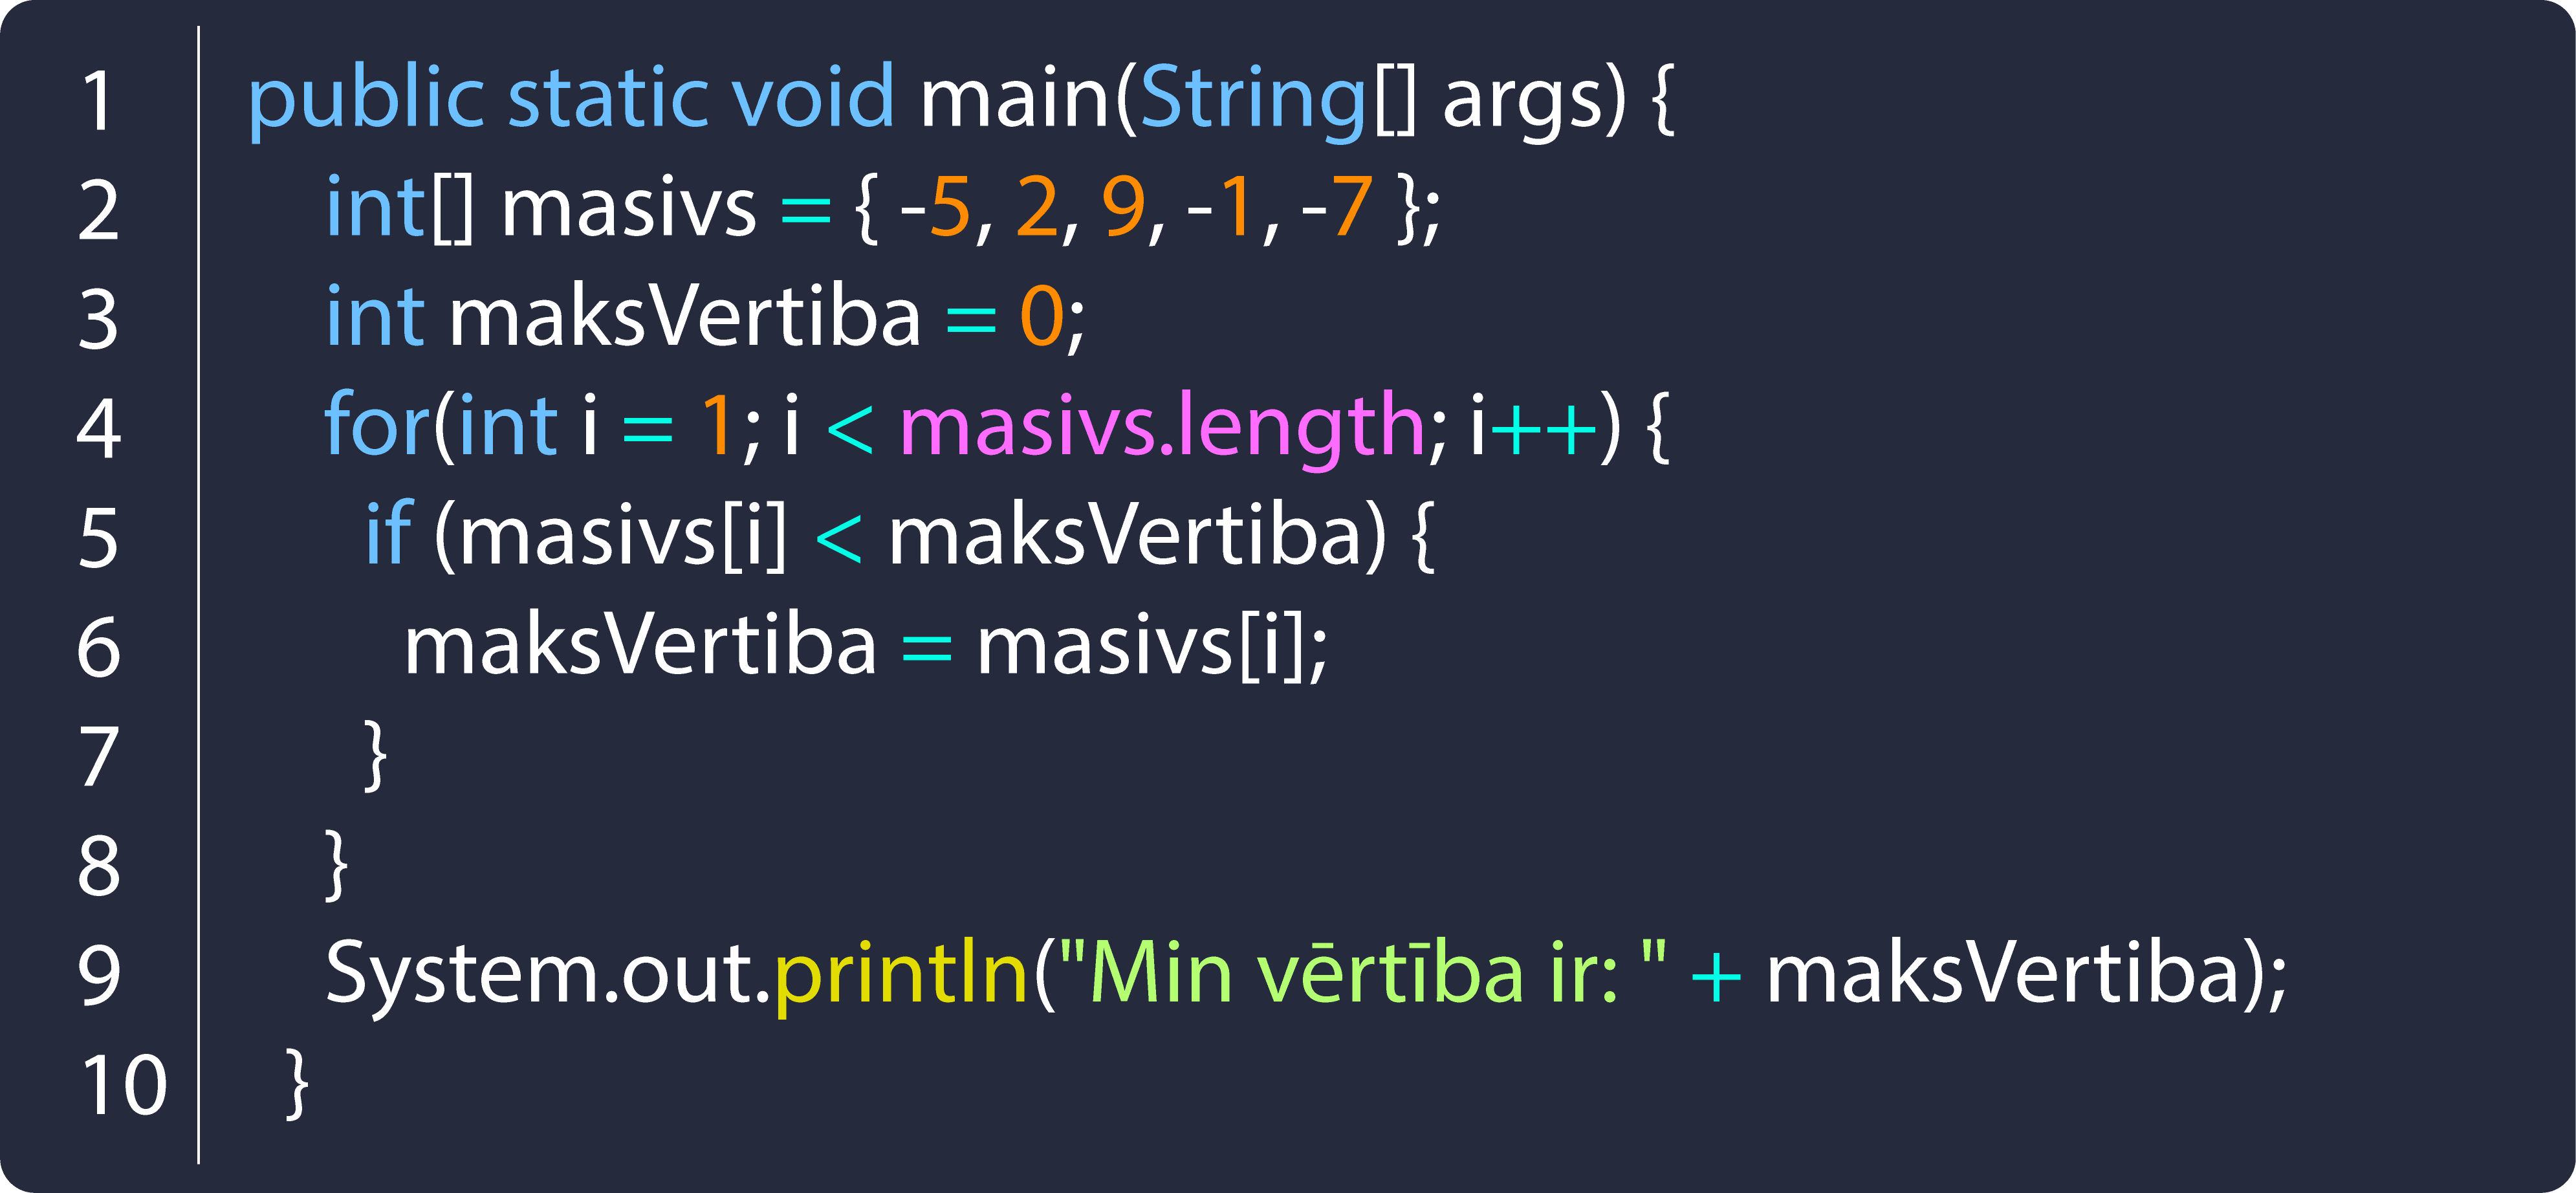 1 public static void main(String[] args) {
2 int[] masivs = { -5, 2, 9, -1, -7 };
3 int maksVertiba = 0;
4 for(int i = 1; i < masivs.length; i++) {
5 if (masivs[i] < maksVertiba) {
6 maksVertiba = masivs[i];
7 }
8 }
9 System.out.println("Min vērtība ir: " + maksVertiba);
10 }